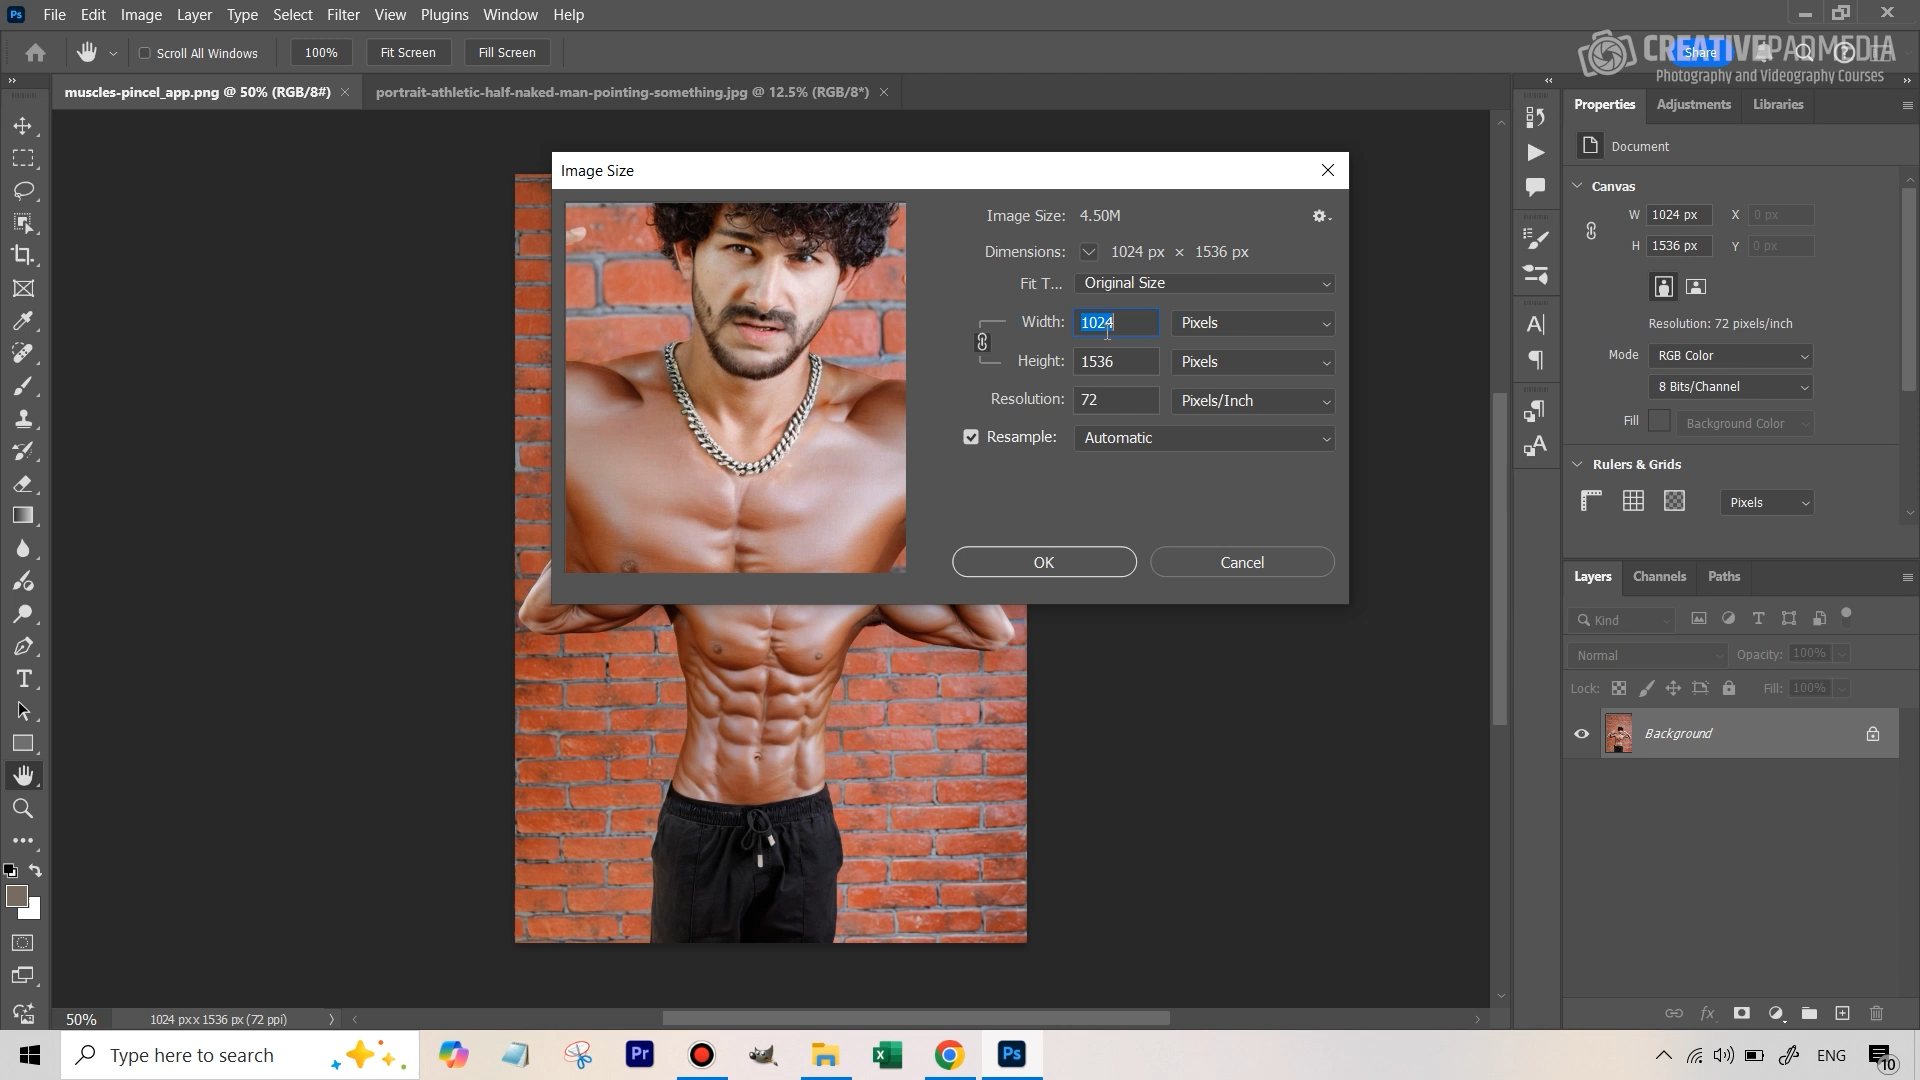 Ps File Edit Image Layer Type Select Filter View Plugins Window Help
Scroll All Windows 100% Fit Screen Fill Screen
Share
CREATIVEPADMEDIA
Photography and Videography Courses
muscles-pincel_app.png @ 50% (RGB/8#) portrait-athletic-half-naked-man-pointing-something.jpg @ 12.5% (RGB/8*)
Image Size
Image Size: 4.50M
Dimensions: 1024 px × 1536 px
Fit T... Original Size
Width: 1024 Pixels
Height: 1536 Pixels
Resolution: 72 Pixels/Inch
Resample: Automatic
OK Cancel
Properties Adjustments Libraries
Document
Canvas
W 1024 px X 0 px
H 1536 px Y 0 px
Resolution: 72 pixels/inch
Mode RGB Color
8 Bits/Channel
Fill Background Color
Rulers & Grids
Pixels
Layers Channels Paths
Kind
Normal Opacity: 100%
Lock: Fill: 100%
Background
50% 1024 px x 1536 px (72 ppi)
Type here to search Pr Ps ENG 10